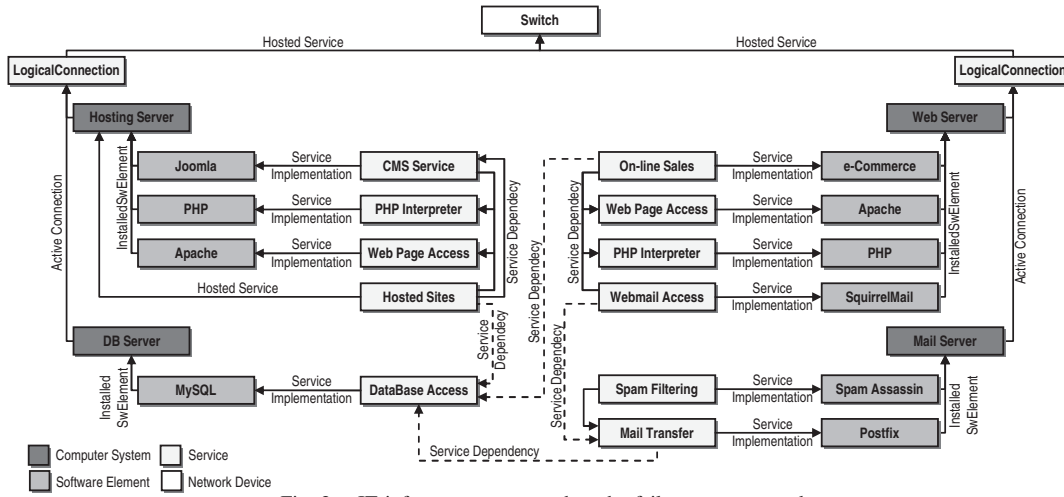 Switch
Hosted Service
Hosted Service
LogicalConnection
LogicalConnection
Hosting Server
Web Server
Active Connection
InstalledSwElement
Joomla
Service
Implementation
CMS Service
PHP
Service
Implementation
PHP Interpreter
Apache
Service
Implementation
Web Page Access
Hosted Service
Hosted Sites
Service Dependecy
Service
Dependecy
Service Dependecy
On-line Sales
Service
Implementation
e-Commerce
Service Dependecy
Web Page Access
Service
Implementation
Apache
PHP Interpreter
Service
Implementation
PHP
Webmail Access
Service
Implementation
SquirrelMail
InstalledSwElement
Active Connection
DB Server
Mail Server
Installed
SwElement
MySQL
Service
Implementation
DataBase Access
Service Dependecy
Spam Filtering
Service
Implementation
Spam Assassin
Mail Transfer
Service
Implementation
Postfix
Installed
SwElement
Service Dependency
Computer System
Service
Software Element
Network Device